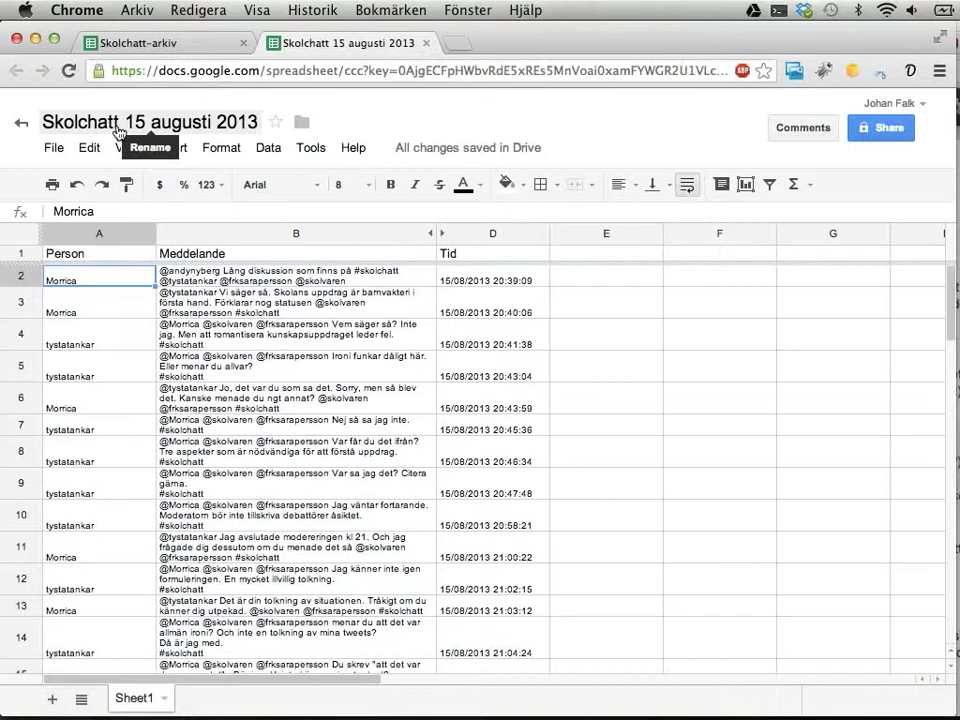 Chrome Arkiv Redigera Visa Historik Bokmärken Fönster Hjälp
Skolchatt-arkiv
Skolchatt 15 augusti 2013
https://docs.google.com/spreadsheet/ccc?key=0AjgECFpHWbvRdE5xREs5MnVoai0xamFYWGR2U1VLc...
ABP
Johan Falk
Skolchatt 15 augusti 2013
Comments
Share
Rename
File Edit Format Data Tools Help All changes saved in Drive
$ % 123 Arial 8 B I S A Σ
fx Morrica
A B D E F G
1 Person Meddelande Tid
2 Morrica
@andynyberg Lång diskussion som finns på #skolchatt
@tystatankar @frksarapersson @skolvaren
15/08/2013 20:39:09
3 Morrica
@tystatankar Vi säger så. Skolans uppdrag är barnvakteri i
första hand. Förklarar nog statusen @skolvaren
@frksarapersson #skolchatt
15/08/2013 20:40:06
4 tystatankar
@Morrica @skolvaren @frksarapersson Vem säger så? Inte
jag. Men att romantisera kunskapsuppdraget leder fel.
#skolchatt
15/08/2013 20:41:38
5 tystatankar
@Morrica @skolvaren @frksarapersson Ironi funkar dåligt här.
Eller menar du allvar?
#skolchatt
15/08/2013 20:43:04
6 Morrica
@tystatankar Jo, det var du som sa det. Sorry, men så blev
det. Kanske menade du ngt annat? @skolvaren
@frksarapersson #skolchatt
15/08/2013 20:43:59
7 tystatankar
@Morrica @skolvaren @frksarapersson Nej så sa jag inte.
#skolchatt
15/08/2013 20:45:36
8 tystatankar
@Morrica @skolvaren @frksarapersson Var får du det ifrån?
Tre aspekter som är nödvändiga för att förstå uppdrag.
#skolchatt
15/08/2013 20:46:34
9 tystatankar
@Morrica @skolvaren @frksarapersson Var sa jag det? Citera
gärna.
#skolchatt
15/08/2013 20:47:48
10 tystatankar
@Morrica @skolvaren @frksarapersson Jag väntar fortarande.
Moderatorn bör inte tillskriva debattörer åsiktet.
#skolchatt
15/08/2013 20:58:21
11 Morrica
@tystatankar Jag avslutade modereringen kl 21. Och jag
frågade dig dessutom om du menade det så @skolvaren
@frksarapersson #skolchatt
15/08/2013 21:00:22
12 tystatankar
@Morrica @skolvaren @frksarapersson Jag känner inte igen
formuleringen. En mycket illvillig tolkning.
#skolchatt
15/08/2013 21:02:15
13 Morrica
@tystatankar Det är din tolkning av situationen. Tråkigt om du
känner dig utpekad. @skolvaren @frksarapersson #skolchatt
15/08/2013 21:03:12
14 tystatankar
@Morrica @skolvaren @frksarapersson menar du att det var
allmän ironi? Och inte en tolkning av mina tweets?
Då är jag med.
#skolchatt
15/08/2013 21:04:24
@Morrica @skolvaren @frksarapersson Du skrev "att det var
Sheet1